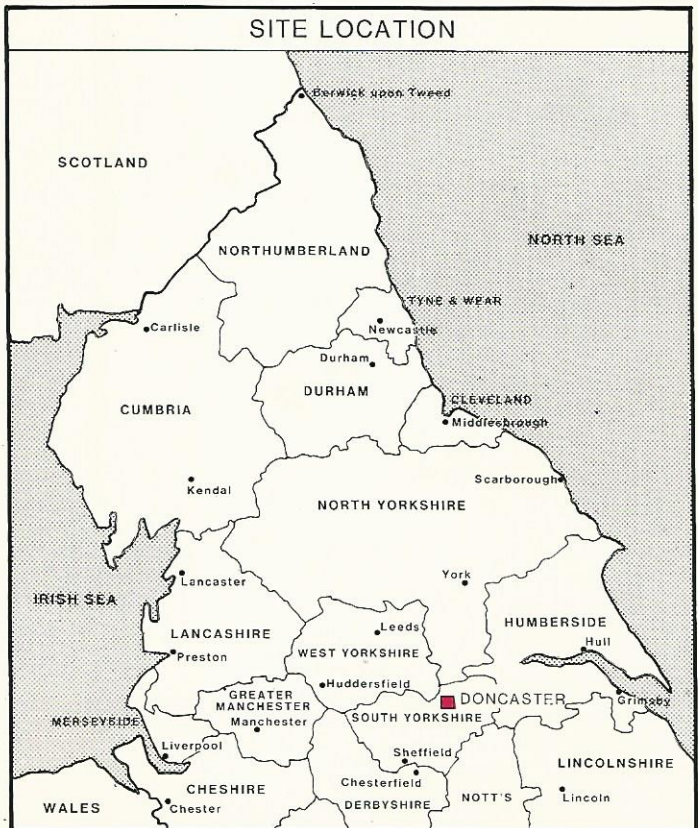 SITE LOCATION
Berwick upon Tweed
SCOTLAND
NORTH SEA
NORTHUMBERLAND
TYNE & WEAR
Carlisle
Newcastle
Durham
DURHAM
CLEVELAND
CUMBRIA
Middlesbrough
Scarborough
Kendal
NORTH YORKSHIRE
York
Lancaster
IRISH SEA
HUMBERSIDE
Leeds
LANCASHIRE
Hull
WEST YORKSHIRE
Preston
Huddersfield
GREATER
MANCHESTER
DONCASTER
Grimsby
MERSEYSIDE
Manchester
SOUTH YORKSHIRE
Liverpool
Sheffield
LINCOLNSHIRE
Chesterfield
CHESHIRE
NOTT'S
Lincoln
WALES
Chester
DERBYSHIRE